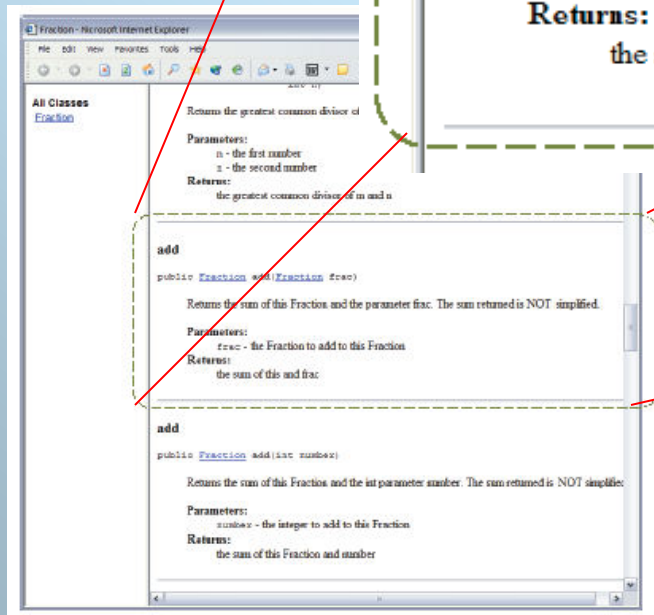 Returns:
the
Fraction - Microsoft Internet Explorer
File Edit View Favorites Tools Help
All Classes
Fraction
int n)
Returns the greatest common divisor of
Parameters:
n - the first number
- the second number
Returns:
the greatest common divisor of m and n
add
public Fraction add(Fraction frac)
Returns the sum of this Fraction and the parameter frac. The sum returned is NOT simplified.
Parameters:
frac - the Fraction to add to this Fraction
Returns:
the sum of this and frac
add
public Fraction add(int number)
Returns the sum of this Fraction and the int parameter number. The sum returned is NOT simplified
Parameters:
number - the integer to add to this Fraction
Returns:
the sum of this Fraction and number